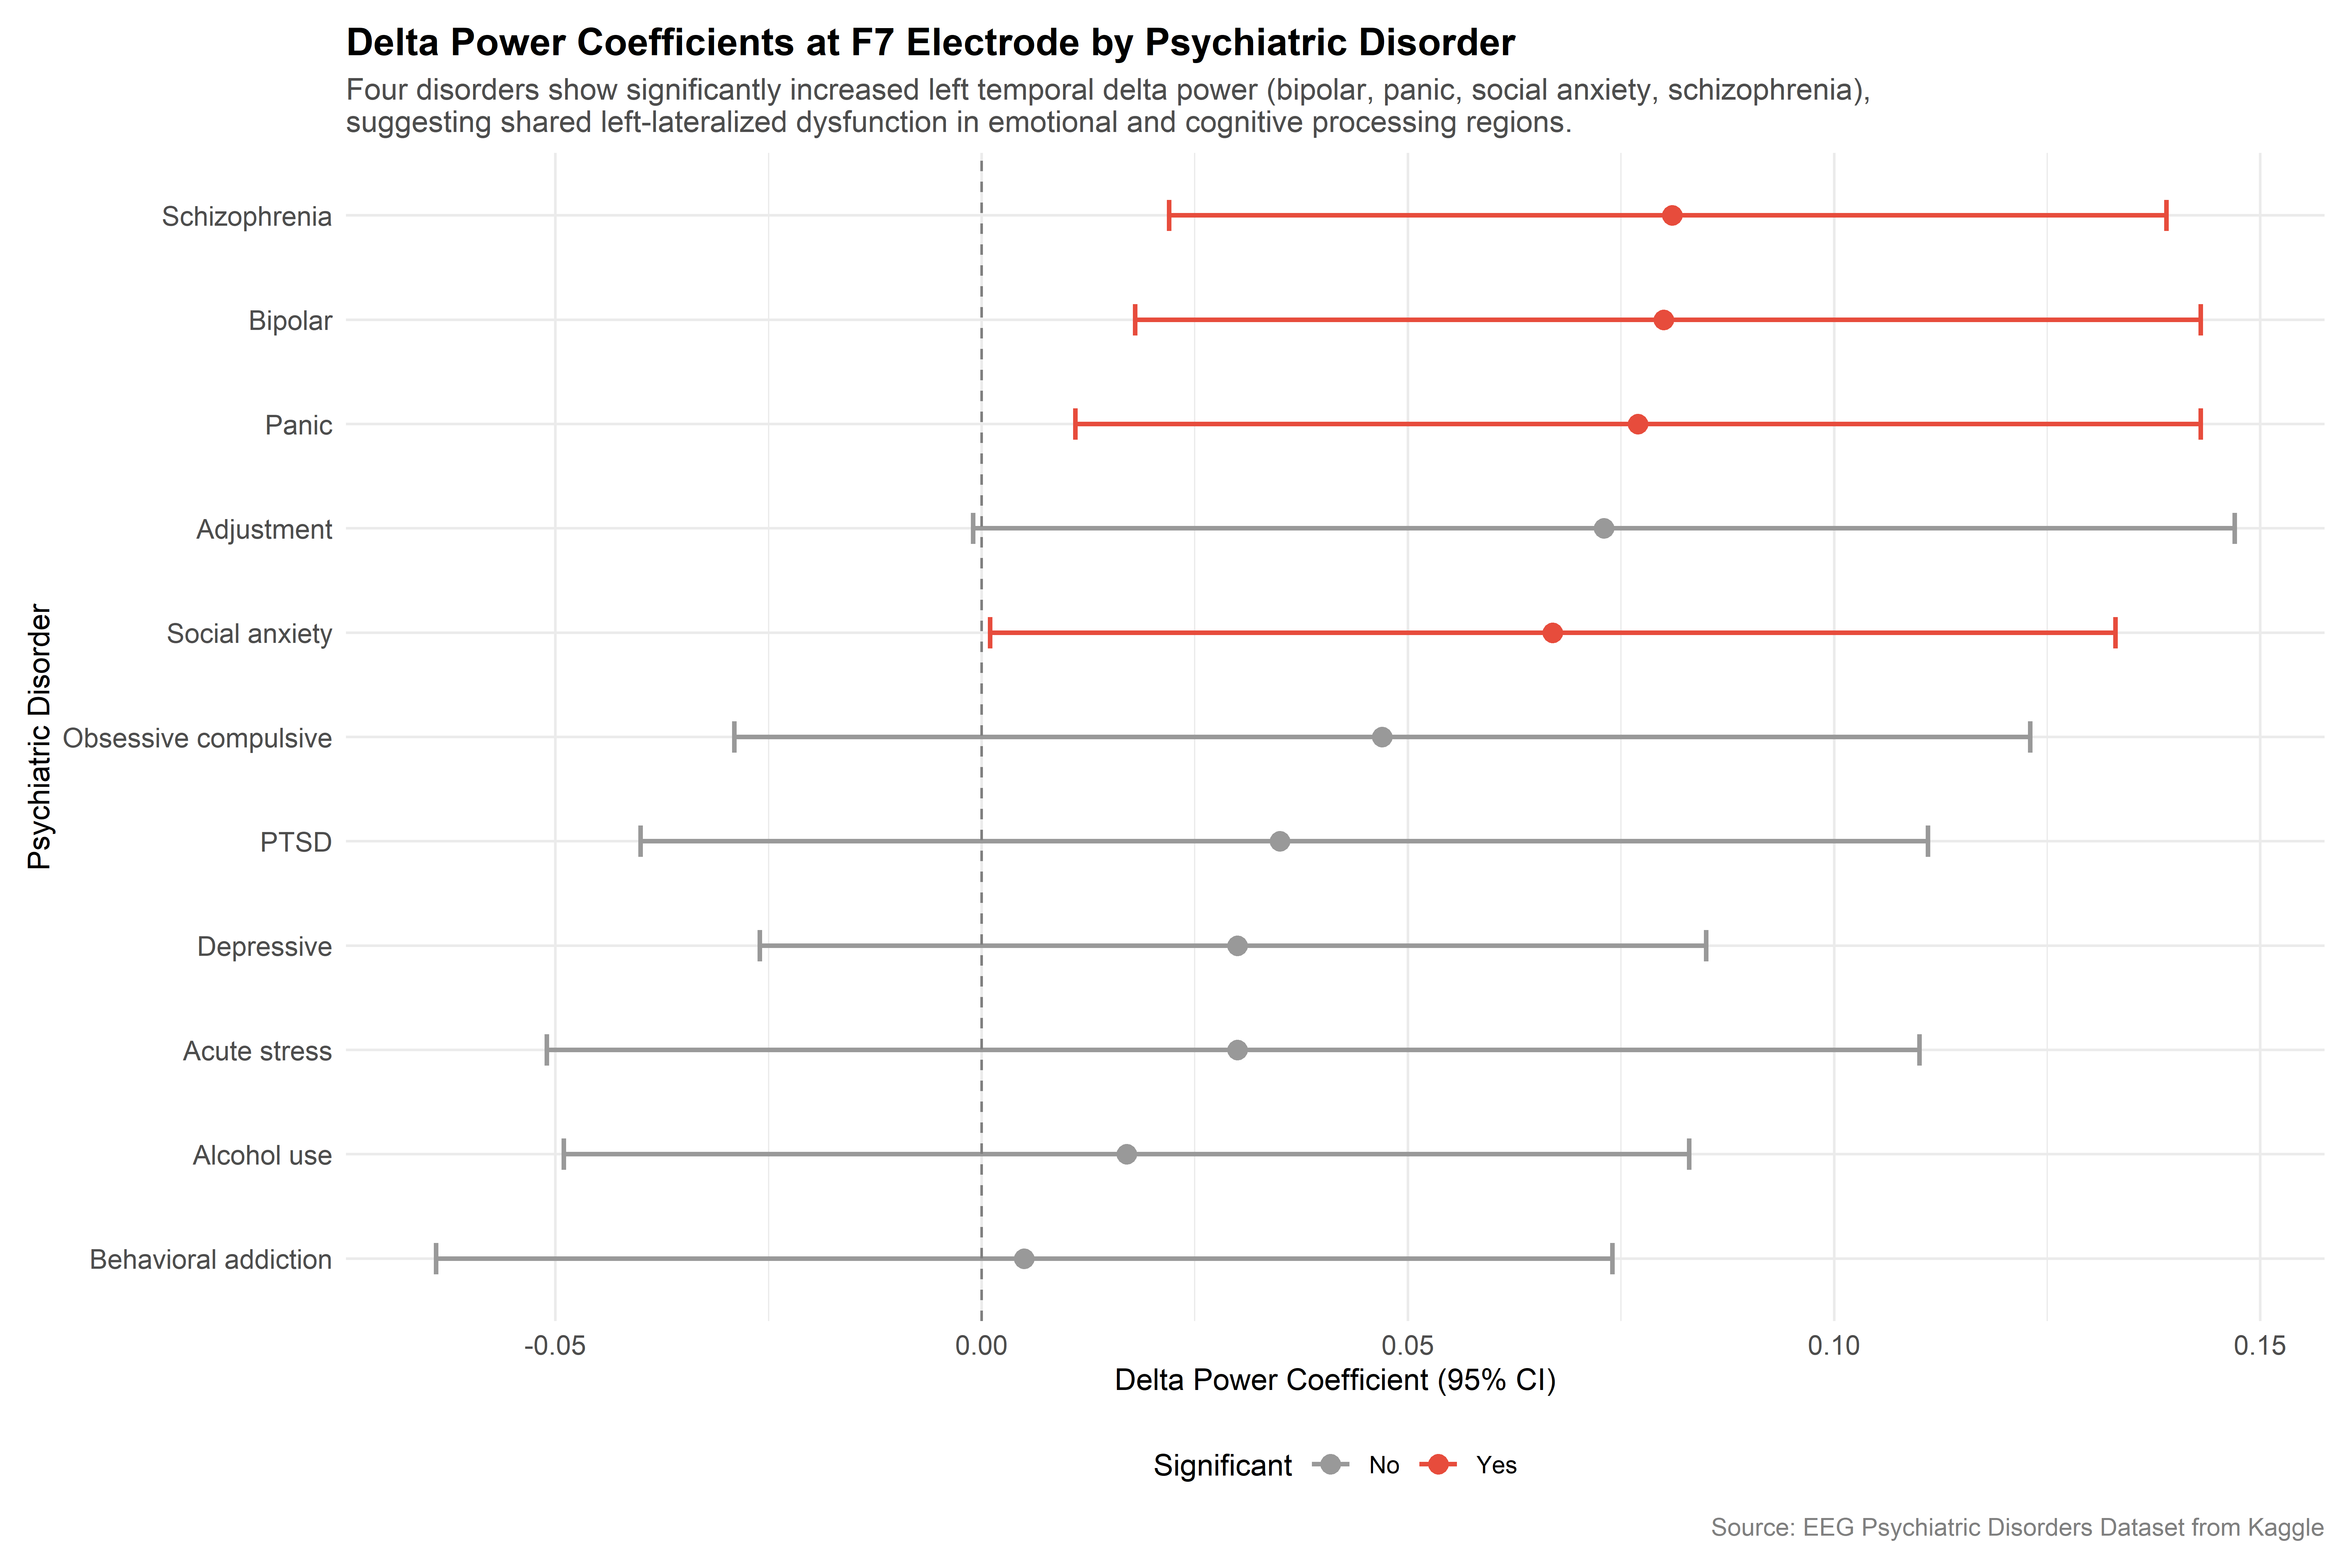 Delta Power Coefficients at F7 Electrode by Psychiatric Disorder
Four disorders show significantly increased left temporal delta power (bipolar, panic, social anxiety, schizophrenia),
suggesting shared left-lateralized dysfunction in emotional and cognitive processing regions.
Psychiatric Disorder
Schizophrenia
Bipolar
Panic
Adjustment
Social anxiety
Obsessive compulsive
PTSD
Depressive
Acute stress
Alcohol use
Behavioral addiction
-0.05 0.00 0.05 0.10 0.15
Delta Power Coefficient (95% CI)
Significant No Yes
Source: EEG Psychiatric Disorders Dataset from Kaggle